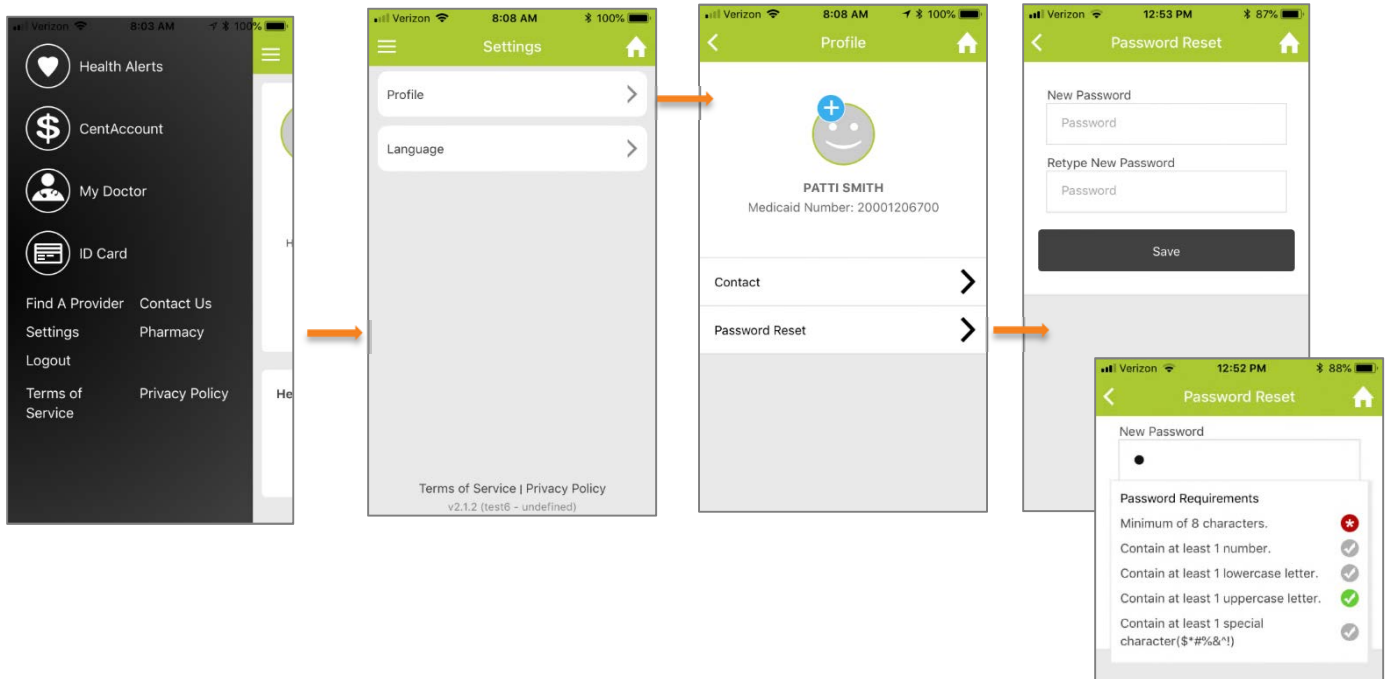 Verizon 8:03 AM 100%
Health Alerts
CentAccount
My Doctor
ID Card
H
Find A Provider Contact Us
Settings Pharmacy
Logout
Terms of Service Privacy Policy
He
Verizon 8:08 AM 100%
Settings
Profile
Language
Terms of Service | Privacy Policy
v2.1.2 (test6 - undefined)
Verizon 8:08 AM 100%
Profile
PATTI SMITH
Medicaid Number: 20001206700
Contact
Password Reset
Verizon 12:53 PM 87%
Password Reset
New Password
Password
Retype New Password
Password
Save
Verizon 12:52 PM 88%
Password Reset
New Password
Password Requirements
Minimum of 8 characters.
Contain at least 1 number.
Contain at least 1 lowercase letter.
Contain at least 1 uppercase letter.
Contain at least 1 special
character($*#%&^!)